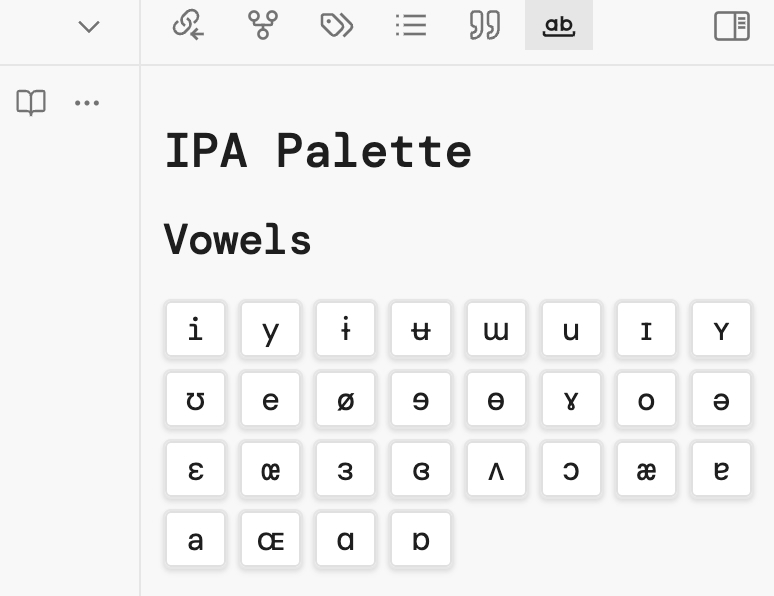 ab
IPA Palette
Vowels
i y ɨ ʉ ɯ u ɪ ʏ
ʊ e ø ɘ ɵ ɤ o ə
ɛ œ ɜ ɞ ʌ ɔ æ ɐ
a ɶ ɑ ɒ